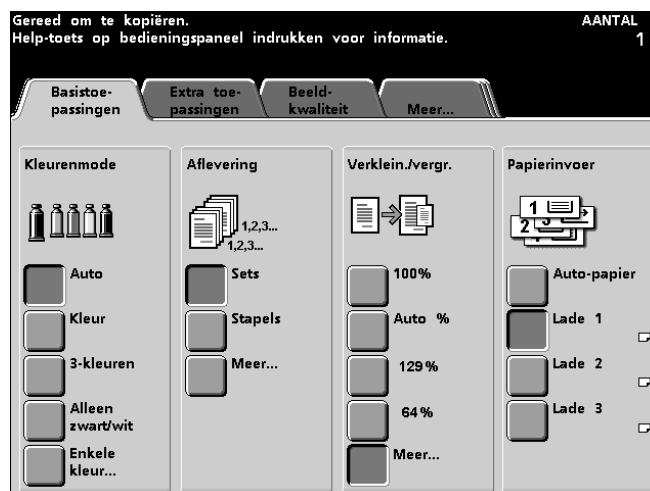 Gereed om te kopiëren.
AANTAL
Help-toets op bedieningspaneel indrukken voor informatie.
1
Basistoe-
passingen
Extra toe-
passingen
Beeld-
kwaliteit
Meer...
Kleurenmode
Auto
Kleur
3-kleuren
Alleen
zwart/wit
Enkele
kleur...
Aflevering
1,2,3...
1,2,3...
Sets
Stapels
Meer...
Verklein./vergr.
100%
Auto %
129%
64%
Meer...
Papierinvoer
1
2
3
Auto-papier
Lade 1
Lade 2
Lade 3